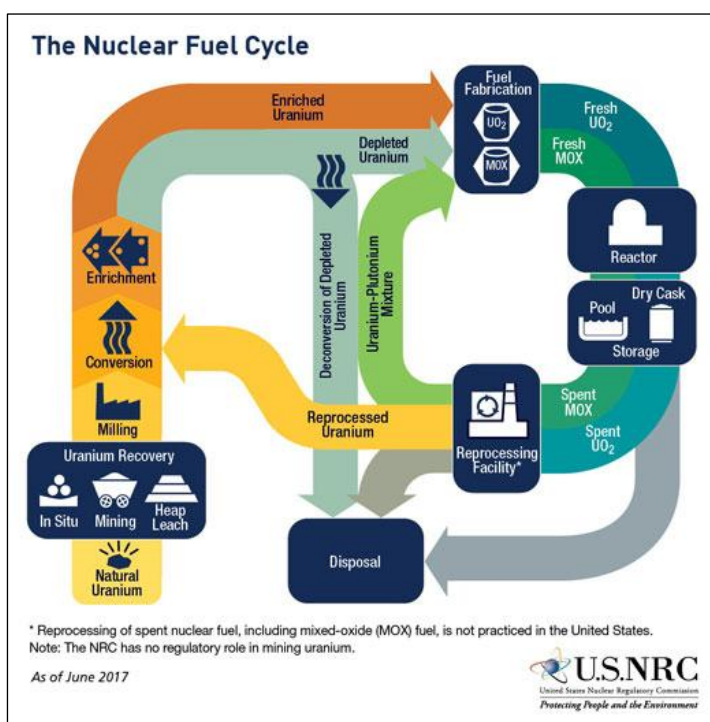 The Nuclear Fuel Cycle
Enriched
Uranium
Depleted
Uranium
Fuel
Fabrication
UO₂
MOX
Fresh
UO₂
Fresh
MOX
Reactor
Enrichment
Deconversion of Depleted
Uranium
Uranium-Plutonium
Mixture
Pool
Dry Cask
Storage
Conversion
Milling
Reprocessed
Uranium
Spent
MOX
Spent
UO₂
Reprocessing
Facility*
Uranium Recovery
In Situ
Mining
Heap
Leach
Natural
Uranium
Disposal
* Reprocessing of spent nuclear fuel, including mixed-oxide (MOX) fuel, is not practiced in the United States.
Note: The NRC has no regulatory role in mining uranium.
As of June 2017
U.S.NRC
United States Nuclear Regulatory Commission
Protecting People and the Environment